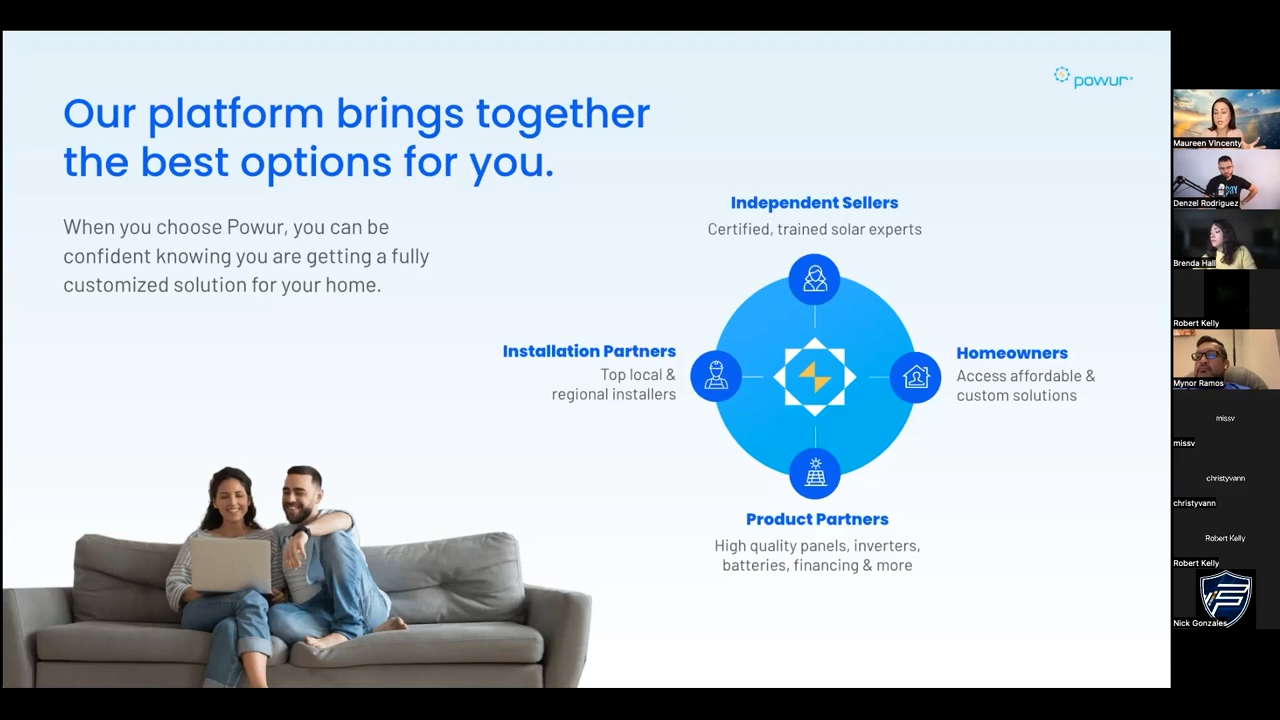 powur
Our platform brings together
the best options for you.
When you choose Powur, you can be
confident knowing you are getting a fully
customized solution for your home.
Independent Sellers
Certified, trained solar experts
Installation Partners
Top local &
regional installers
Homeowners
Access affordable &
custom solutions
Product Partners
High quality panels, inverters,
batteries, financing & more
Maureen VIncenty
Denzel Rodriguez
Brenda Hall
Robert Kelly
Mynor Ramos
missv
missv
christyvann
christyvann
Robert Kelly
Robert Kelly
Nick Gonzales